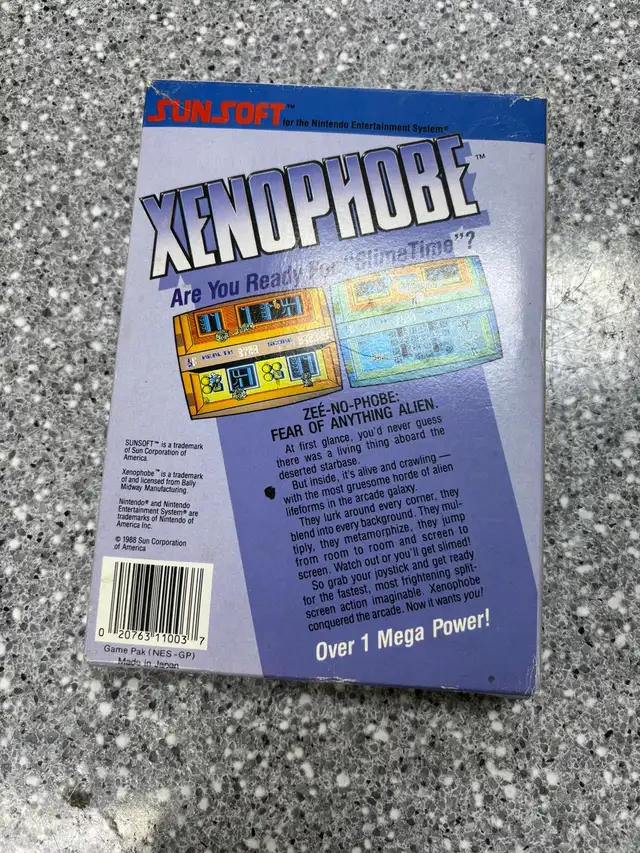 SUNSOFT™ for the Nintendo Entertainment System®
XENOPHOBE™
Are You Ready For "SlimeTime"?
HEALTH 3783 SCORE
ZEÉ-NO-PHOBE:
FEAR OF ANYTHING ALIEN.
At first glance, you'd never guess
there was a living thing aboard the
deserted starbase.
But inside, it's alive and crawling —
with the most gruesome horde of alien
lifeforms in the arcade galaxy.
They lurk around every corner, they
blend into every background. They mul-
tiply, they metamorphize, they jump
from room to room and screen to
screen. Watch out or you'll get slimed!
So grab your joystick and get ready
for the fastest, most frightening split-
screen action imaginable. Xenophobe
conquered the arcade. Now it wants you!
Over 1 Mega Power!
SUNSOFT™ is a trademark
of Sun Corporation of
America.
Xenophobe™ is a trademark
of and licensed from Bally
Midway Manufacturing.
Nintendo® and Nintendo
Entertainment System® are
trademarks of Nintendo of
America Inc.
© 1988 Sun Corporation
of America
0 20763 11003 7
Game Pak (NES-GP)
Made in Japan